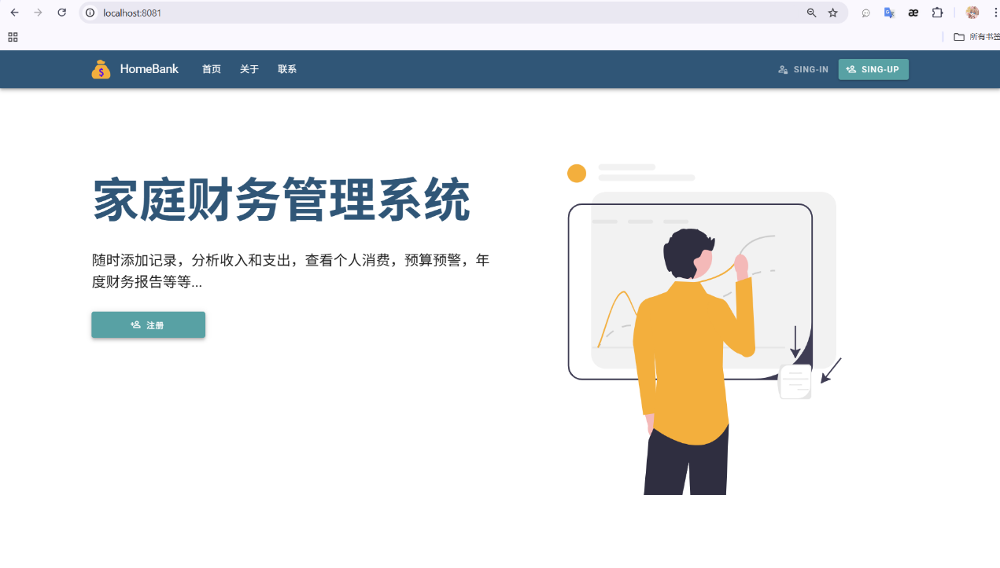 localhost:8081
所有书签
HomeBank 首页 关于 联系 SING-IN SING-UP
家庭财务管理系统
随时添加记录，分析收入和支出，查看个人消费，预算预警，年
度财务报告等等...
注册